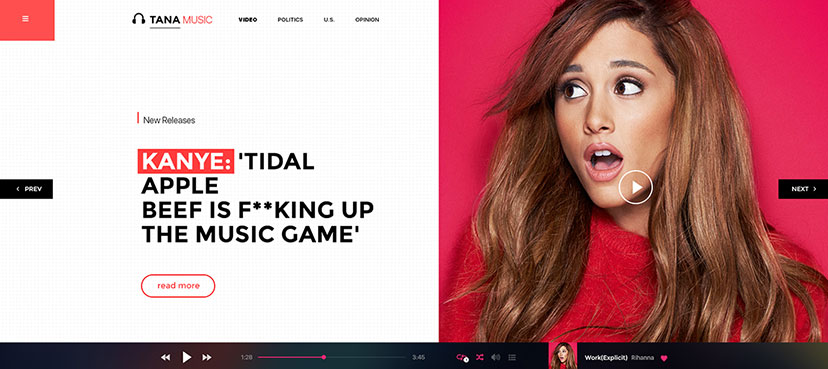 TANA MUSIC
VIDEO POLITICS U.S. OPINION
New Releases
KANYE: 'TIDAL
APPLE
BEEF IS F**KING UP
THE MUSIC GAME'
PREV
NEXT
read more
1:28 3:45
1
Work(Explicit) Rihanna